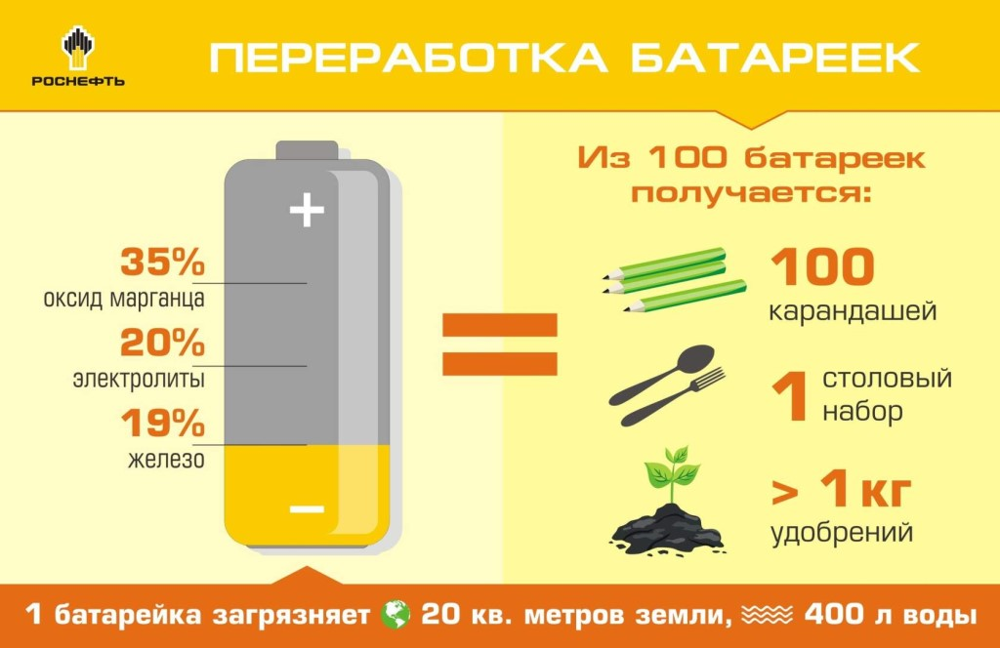 РОСНЕФТЬ
ПЕРЕРАБОТКА БАТАРЕЕК
35%
оксид марганца
20%
электролиты
19%
железо
+
−
=
Из 100 батареек
получается:
100
карандашей
1 столовый
набор
> 1 кг
удобрений
1 батарейка загрязняет 20 кв. метров земли, 400 л воды